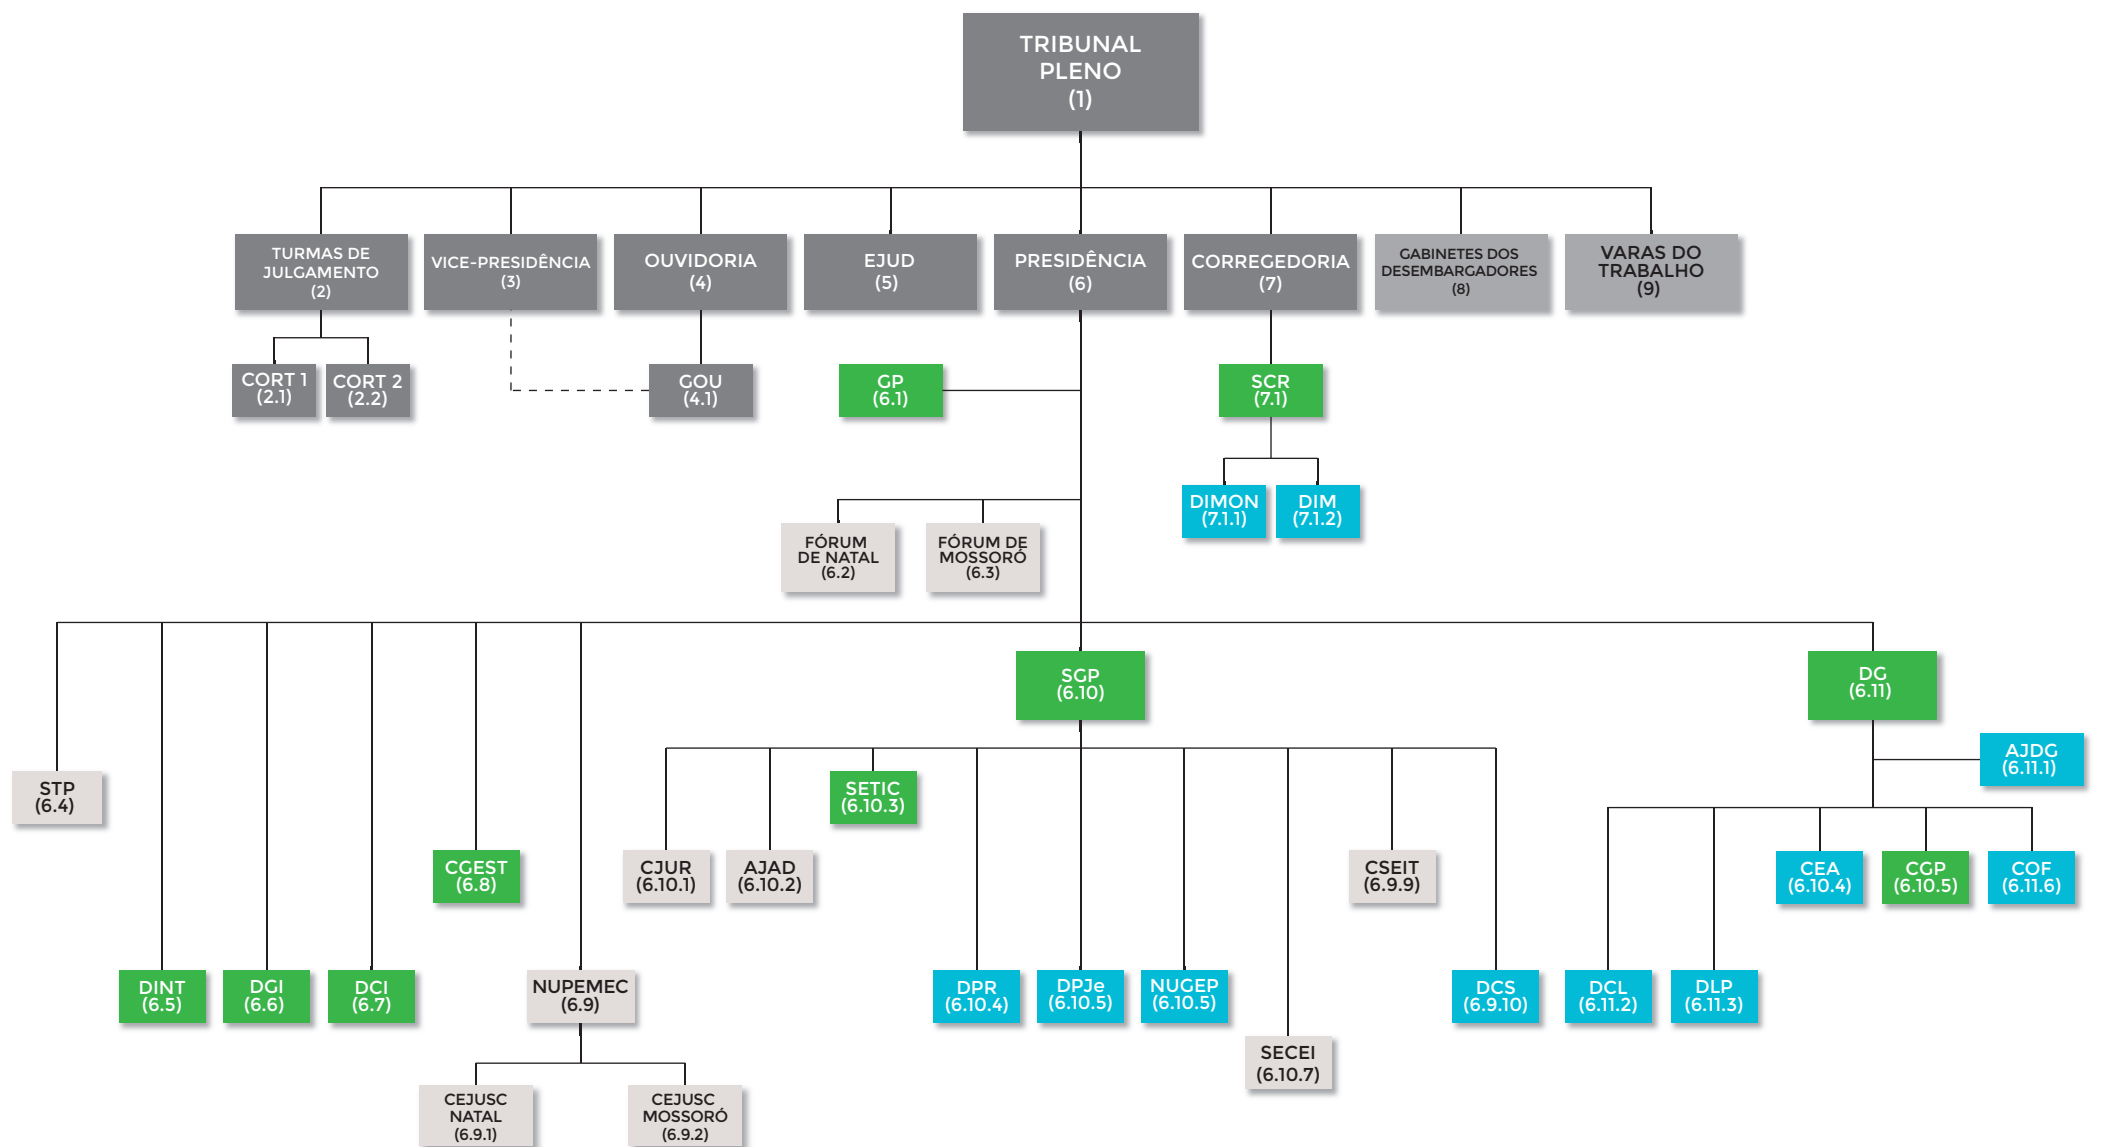 TRIBUNAL
PLENO
(1)
TURMAS DE
JULGAMENTO
(2)
VICE-PRESIDÊNCIA
(3)
OUVIDORIA
(4)
EJUD
(5)
PRESIDÊNCIA
(6)
CORREGEDORIA
(7)
GABINETES DOS
DESEMBARGADORES
(8)
VARAS DO
TRABALHO
(9)
CORT 1
(2.1)
CORT 2
(2.2)
GOU
(4.1)
GP
(6.1)
SCR
(7.1)
DIMON
(7.1.1)
DIM
(7.1.2)
FÓRUM
DE NATAL
(6.2)
FÓRUM DE
MOSSORÓ
(6.3)
SGP
(6.10)
DG
(6.11)
AJDG
(6.11.1)
STP
(6.4)
SETIC
(6.10.3)
CGEST
(6.8)
CJUR
(6.10.1)
AJAD
(6.10.2)
CSEIT
(6.9.9)
CEA
(6.10.4)
CGP
(6.10.5)
COF
(6.11.6)
DINT
(6.5)
DGI
(6.6)
DCI
(6.7)
NUPEMEC
(6.9)
DPR
(6.10.4)
DPJe
(6.10.5)
NUGEP
(6.10.5)
DCS
(6.9.10)
DCL
(6.11.2)
DLP
(6.11.3)
SECEI
(6.10.7)
CEJUSC
NATAL
(6.9.1)
CEJUSC
MOSSORÓ
(6.9.2)